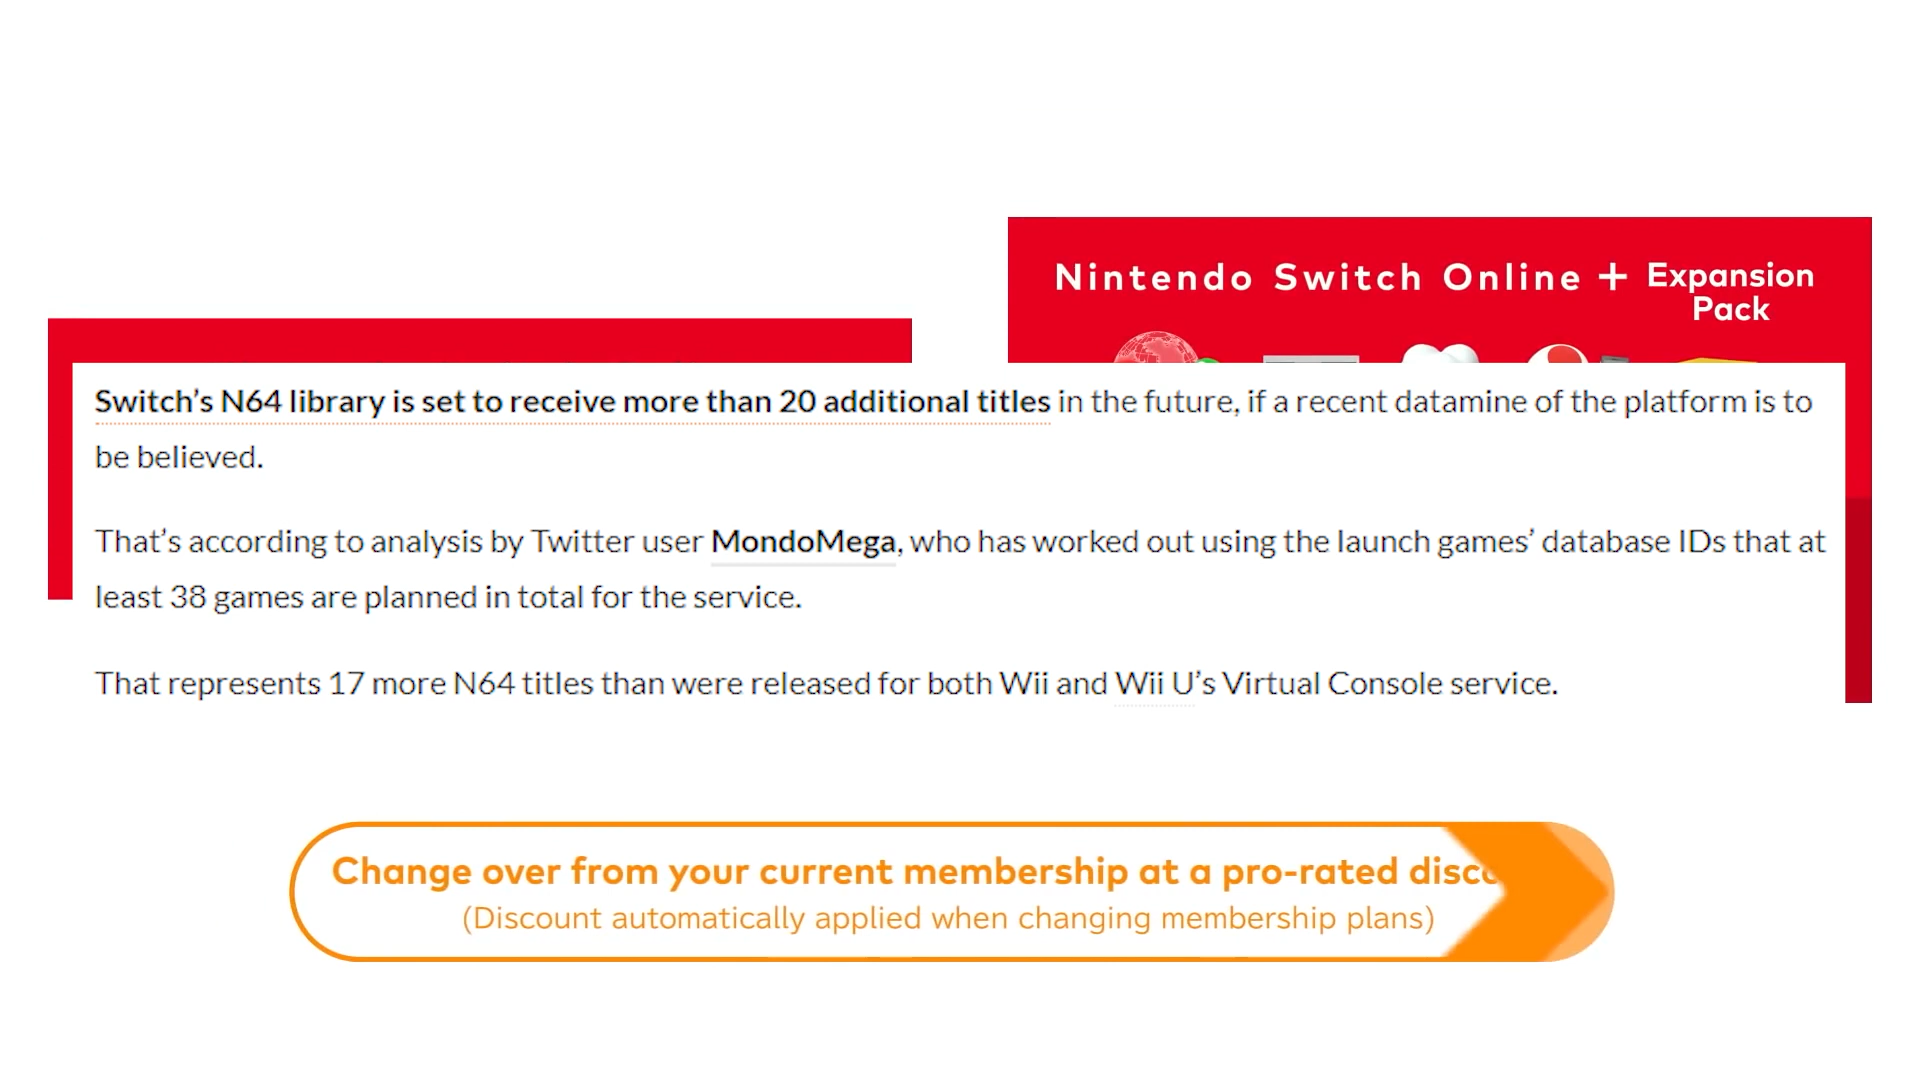 Nintendo Switch Online + Expansion Pack
Switch’s N64 library is set to receive more than 20 additional titles in the future, if a recent datamine of the platform is to
be believed.
That’s according to analysis by Twitter user MondoMega, who has worked out using the launch games’ database IDs that at
least 38 games are planned in total for the service.
That represents 17 more N64 titles than were released for both Wii and Wii U’s Virtual Console service.
Change over from your current membership at a pro-rated
(Discount automatically applied when changing membership plans)